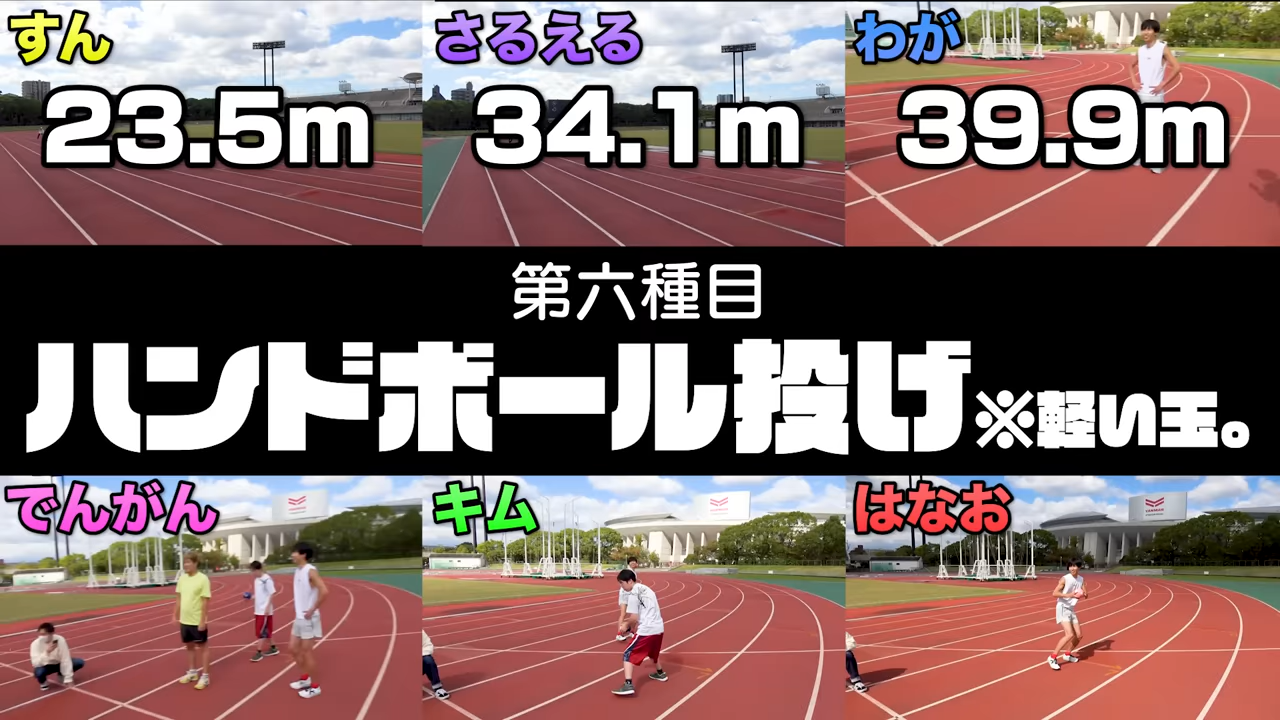 すん
23.5m
さるえる
34.1m
わが
39.9m
第六種目
ハンドボール投げ※軽い玉。
でんがん
キム
はなお
YANMAR
YANMAR